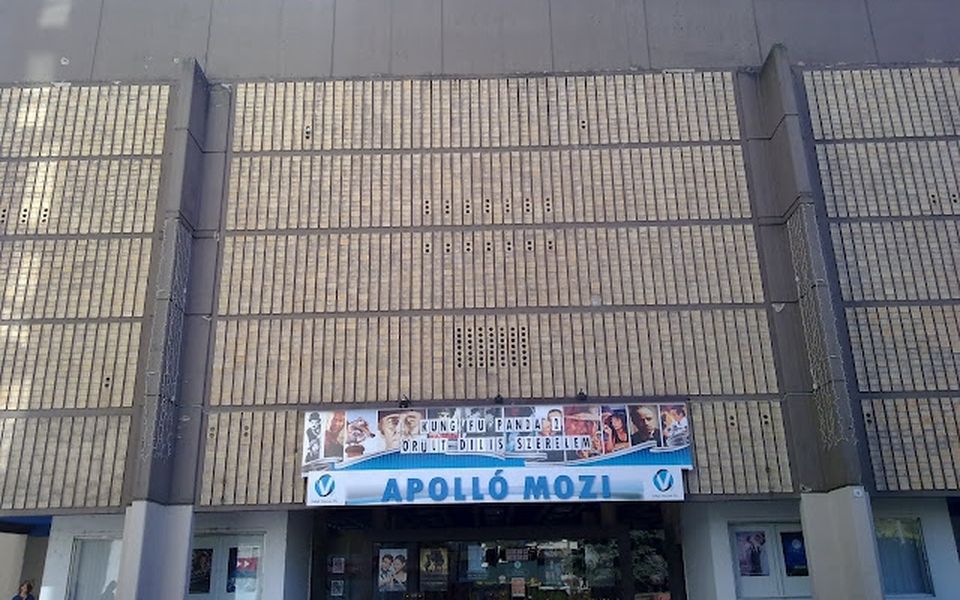 KUNG FU PANDA 2
ŐRÜLT DILIS SZERELEM
APOLLÓ MOZI